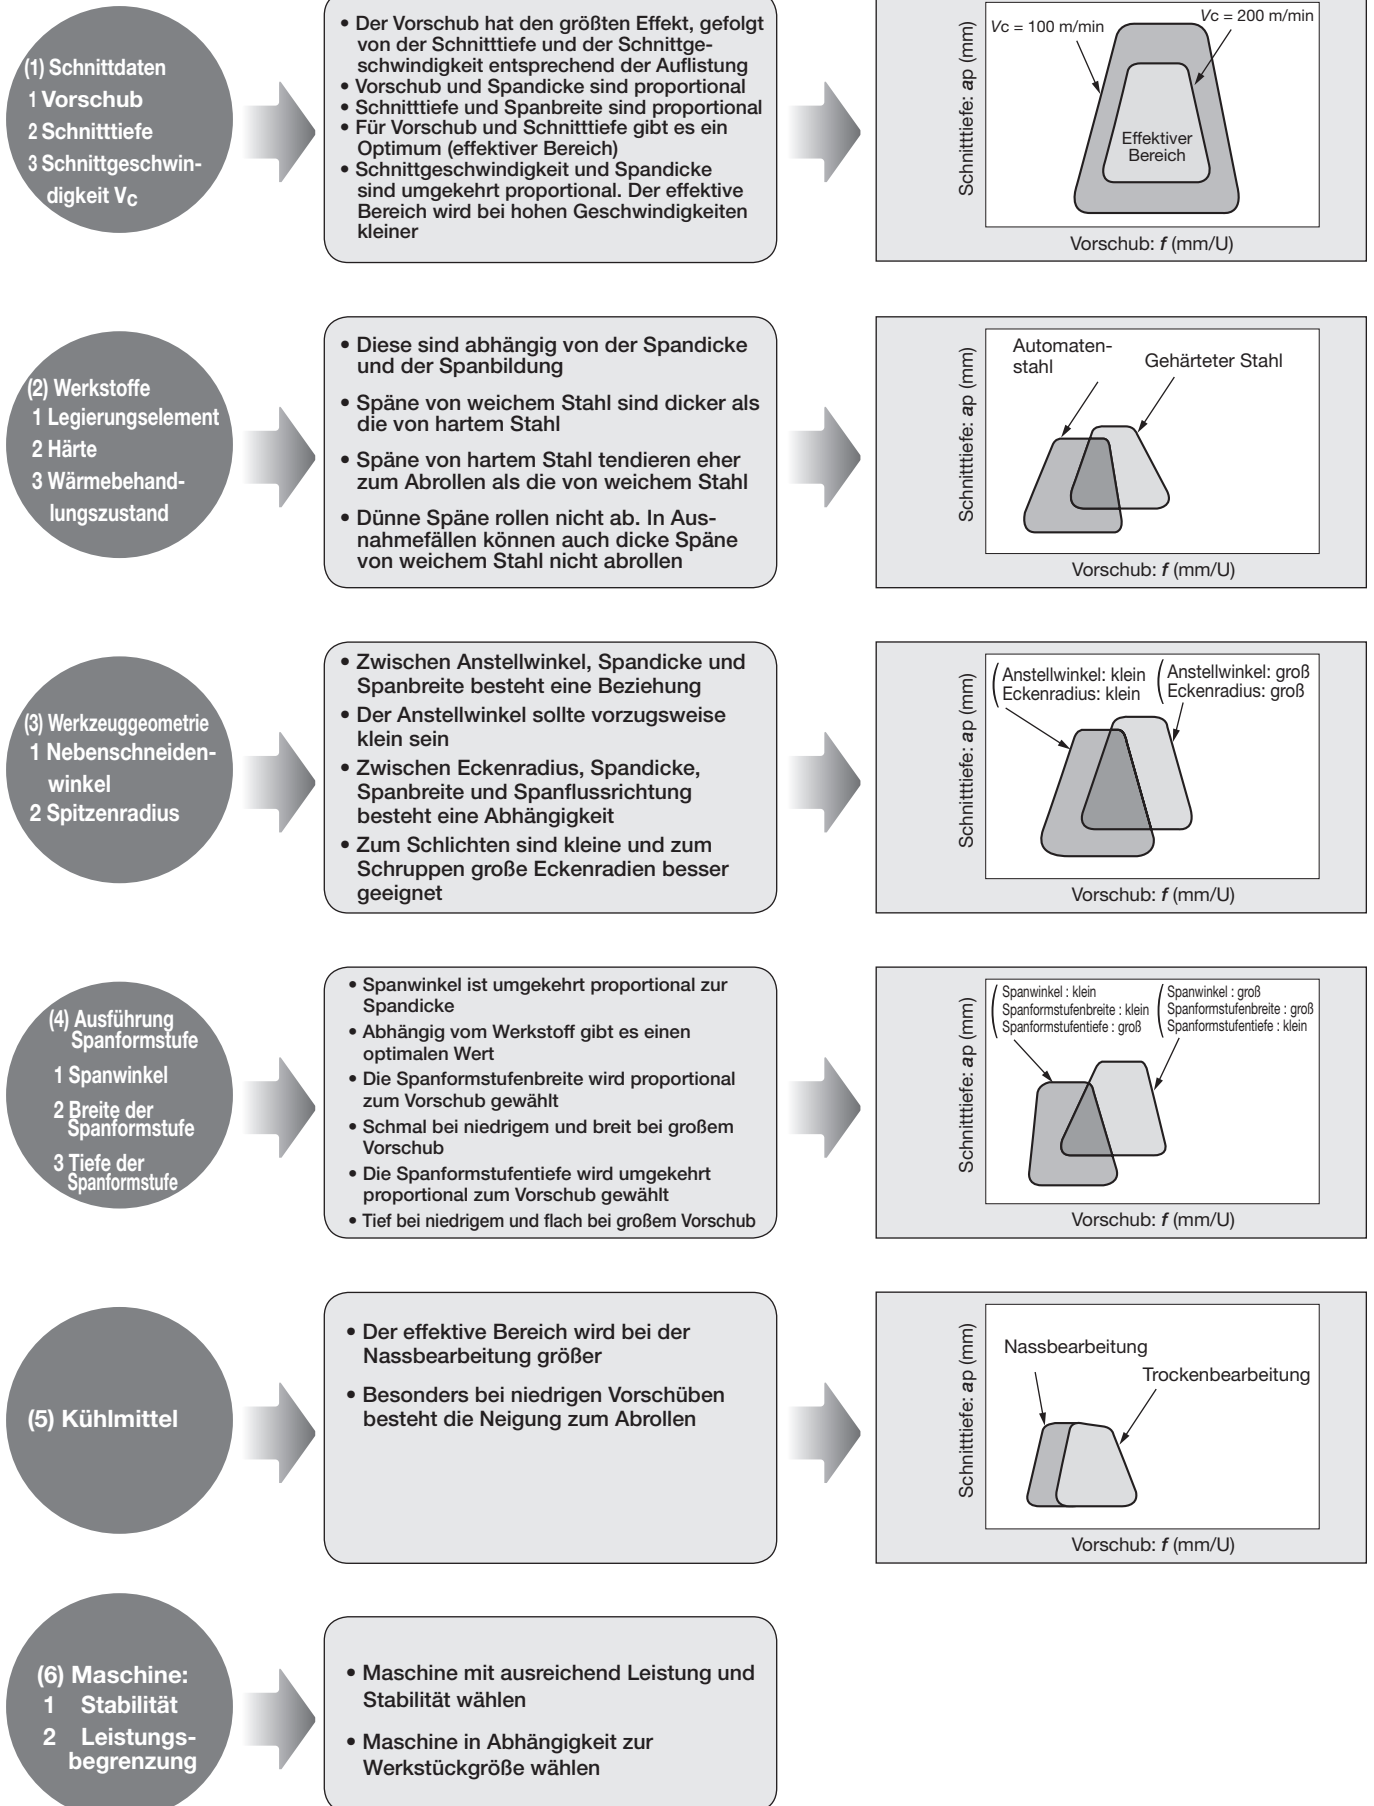 (1) Schnittdaten
1 Vorschub
2 Schnitttiefe
3 Schnittgeschwin-
digkeit Vc
• Der Vorschub hat den größten Effekt, gefolgt
von der Schnitttiefe und der Schnittge-
schwindigkeit entsprechend der Auflistung
• Vorschub und Spandicke sind proportional
• Schnitttiefe und Spanbreite sind proportional
• Für Vorschub und Schnitttiefe gibt es ein
Optimum (effektiver Bereich)
• Schnittgeschwindigkeit und Spandicke
sind umgekehrt proportional. Der effektive
Bereich wird bei hohen Geschwindigkeiten
kleiner
Schnitttiefe: ap (mm)
Vc = 100 m/min
Vc = 200 m/min
Effektiver
Bereich
Vorschub: f (mm/U)
(2) Werkstoffe
1 Legierungselement
2 Härte
3 Wärmebehand-
lungszustand
• Diese sind abhängig von der Spandicke
und der Spanbildung
• Späne von weichem Stahl sind dicker als
die von hartem Stahl
• Späne von hartem Stahl tendieren eher
zum Abrollen als die von weichem Stahl
• Dünne Späne rollen nicht ab. In Aus-
nahmefällen können auch dicke Späne
von weichem Stahl nicht abrollen
Schnitttiefe: ap (mm)
Automaten-
stahl
Gehärteter Stahl
Vorschub: f (mm/U)
(3) Werkzeuggeometrie
1 Nebenschneiden-
winkel
2 Spitzenradius
• Zwischen Anstellwinkel, Spandicke und
Spanbreite besteht eine Beziehung
• Der Anstellwinkel sollte vorzugsweise
klein sein
• Zwischen Eckenradius, Spandicke,
Spanbreite und Spanflussrichtung
besteht eine Abhängigkeit
• Zum Schlichten sind kleine und zum
Schruppen große Eckenradien besser
geeignet
Schnitttiefe: ap (mm)
Anstellwinkel: klein
Eckenradius: klein
Anstellwinkel: groß
Eckenradius: groß
Vorschub: f (mm/U)
(4) Ausführung
Spanformstufe
1 Spanwinkel
2 Breite der
Spanformstufe
3 Tiefe der
Spanformstufe
• Spanwinkel ist umgekehrt proportional zur
Spandicke
• Abhängig vom Werkstoff gibt es einen
optimalen Wert
• Die Spanformstufenbreite wird proportional
zum Vorschub gewählt
• Schmal bei niedrigem und breit bei großem
Vorschub
• Die Spanformstufentiefe wird umgekehrt
proportional zum Vorschub gewählt
• Tief bei niedrigem und flach bei großem Vorschub
Schnitttiefe: ap (mm)
Spanwinkel : klein
Spanformstufenbreite : klein
Spanformstufentiefe : groß
Spanwinkel : groß
Spanformstufenbreite : groß
Spanformstufentiefe : klein
Vorschub: f (mm/U)
(5) Kühlmittel
• Der effektive Bereich wird bei der
Nassbearbeitung größer
• Besonders bei niedrigen Vorschüben
besteht die Neigung zum Abrollen
Schnitttiefe: ap (mm)
Nassbearbeitung
Trockenbearbeitung
Vorschub: f (mm/U)
(6) Maschine:
1 Stabilität
2 Leistungs-
begrenzung
• Maschine mit ausreichend Leistung und
Stabilität wählen
• Maschine in Abhängigkeit zur
Werkstückgröße wählen